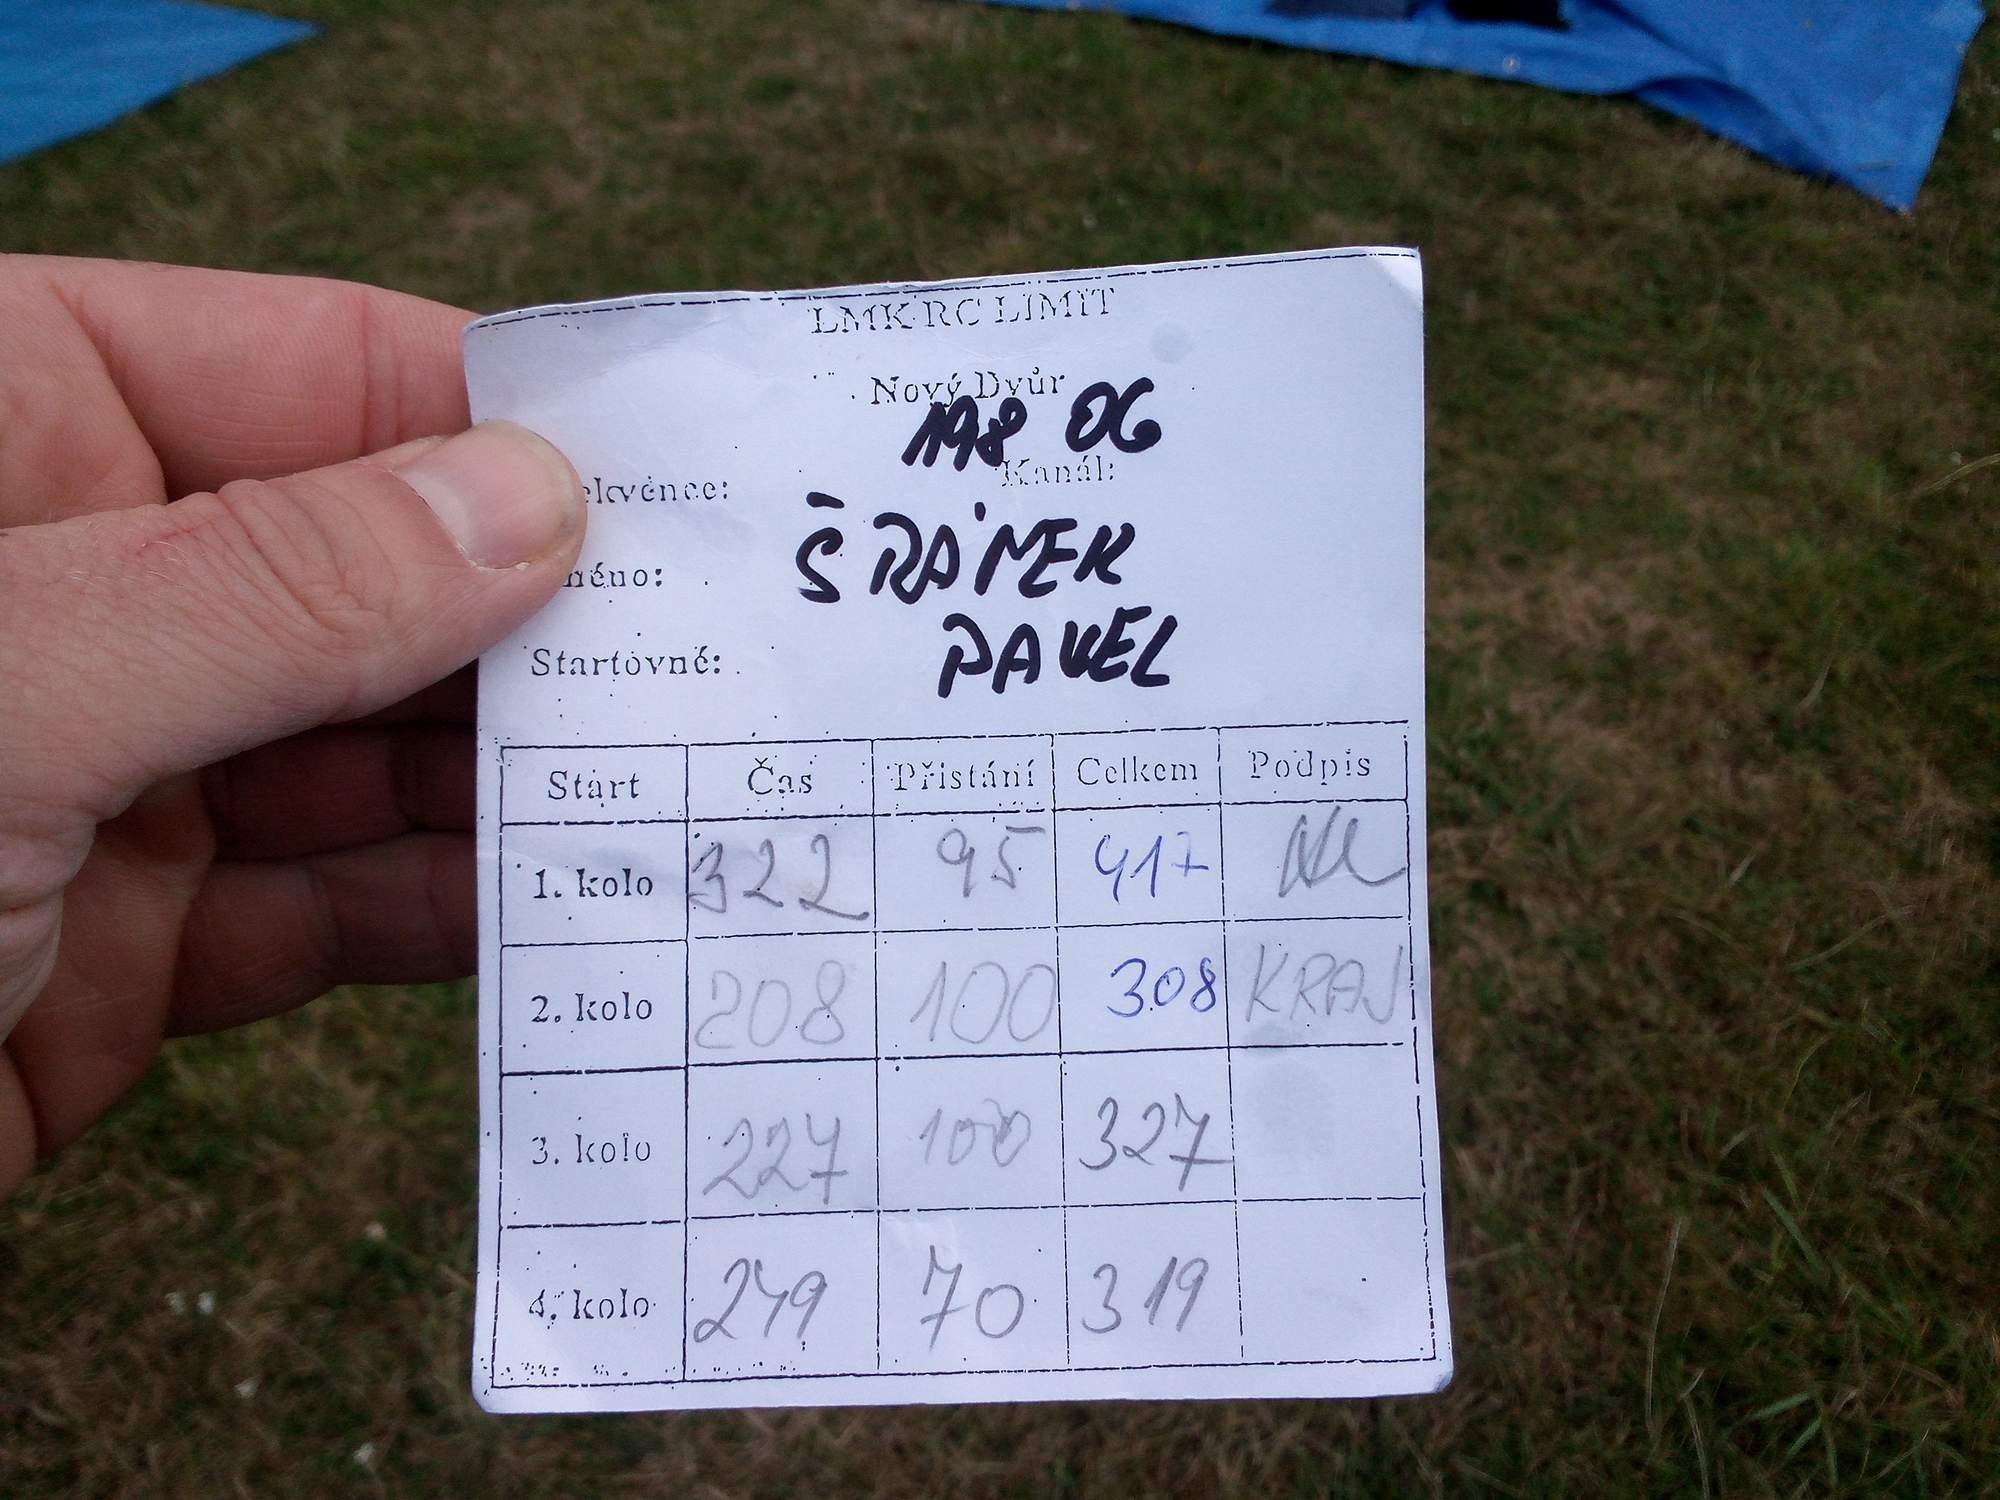 LMK RC LIMIT
Nový Dvůr
198 06
ekvence: Kanál:
méno: ŠRÁMEK
PAVEL
Startovné:
Start Čas Přistání Celkem Podpis
1. kolo 322 95 417
2. kolo 208 100 308 KRAJ
3. kolo 227 100 327
4. kolo 249 70 319